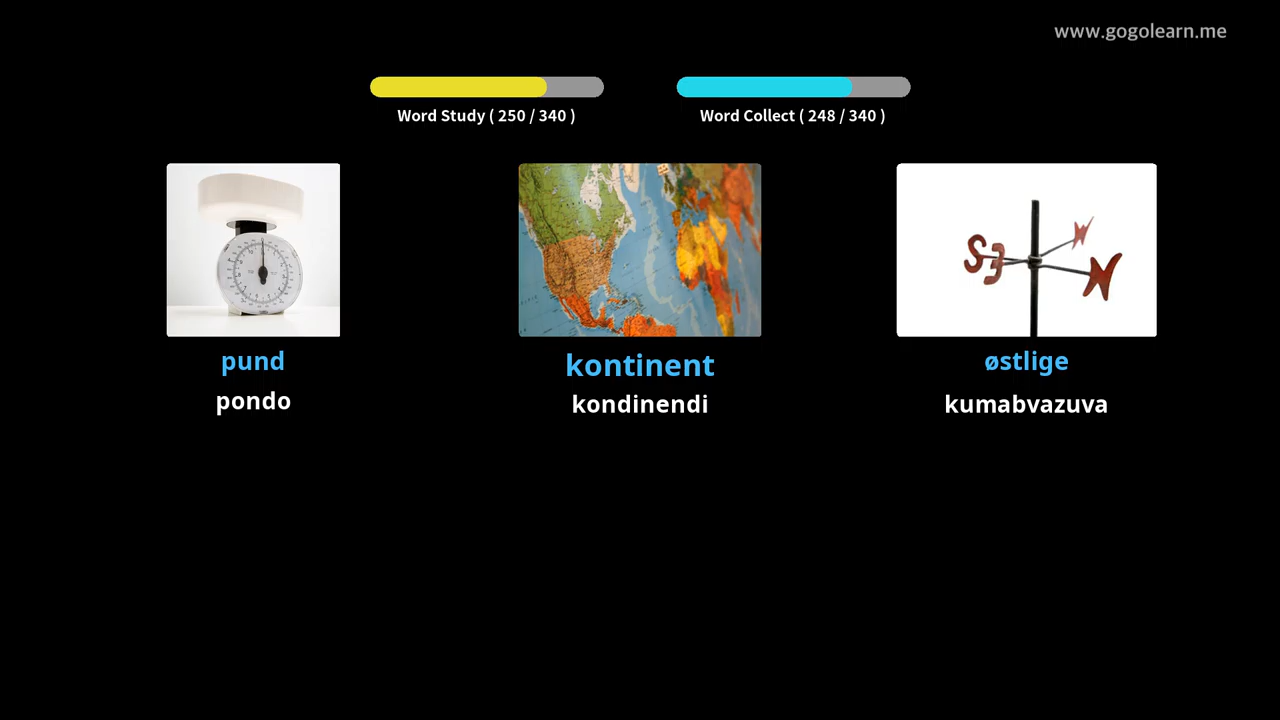 www.gogolearn.me
Word Study ( 250 / 340 )
Word Collect ( 248 / 340 )
pund
pondo
kontinent
kondinendi
S
E
N
W
østlige
kumabvazuva